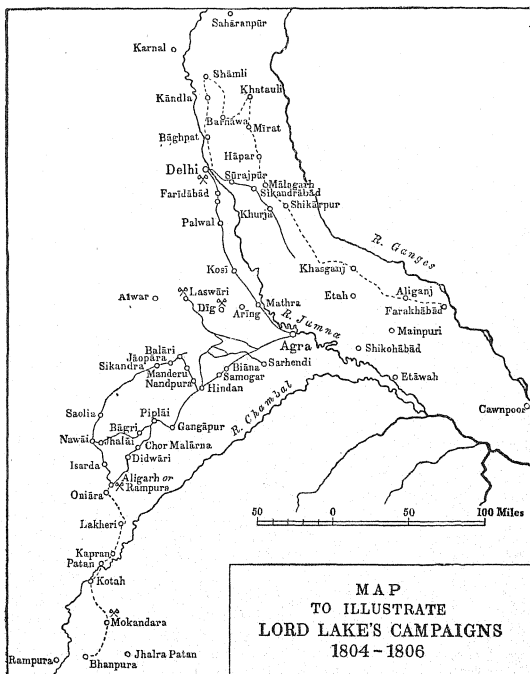 Sahāranpūr
Karnal
Shāmli
Khatauli
Kāndla
Barnāwa
Mīrat
Bāghpat
Hāpar
Delhi
Sūrajpūr
Mālagarh
Sikandrābād
Farīdābād
Shikārpur
Khurja
Palwal
R. Ganges
Kosī
Khasganj
Laswāri
Alwar
Etah
Aliganj
Dīg
Arīng
Mathra
Farakhābād
R. Jumna
Mainpuri
Agra
Shikohābād
Balāri
Jāopāra
Sarhendi
Sikandra
Manderu
Biāna
Samogar
Nandpura
Etāwah
Hindan
Cawnpoor
R. Chambal
Saolia
Piplāi
Bāgri
Gangāpur
Nawāi
Jhalāi
Chor Malārna
Didwāri
Isarda
Aligarh or
Rampura
Oniāra
50 0 50 100 Miles
Lakheri
Kapran
Patan
Kotah
Mokandara
Rampura
Bhanpura
Jhalra Patan
MAP
TO ILLUSTRATE
LORD LAKE'S CAMPAIGNS
1804-1806